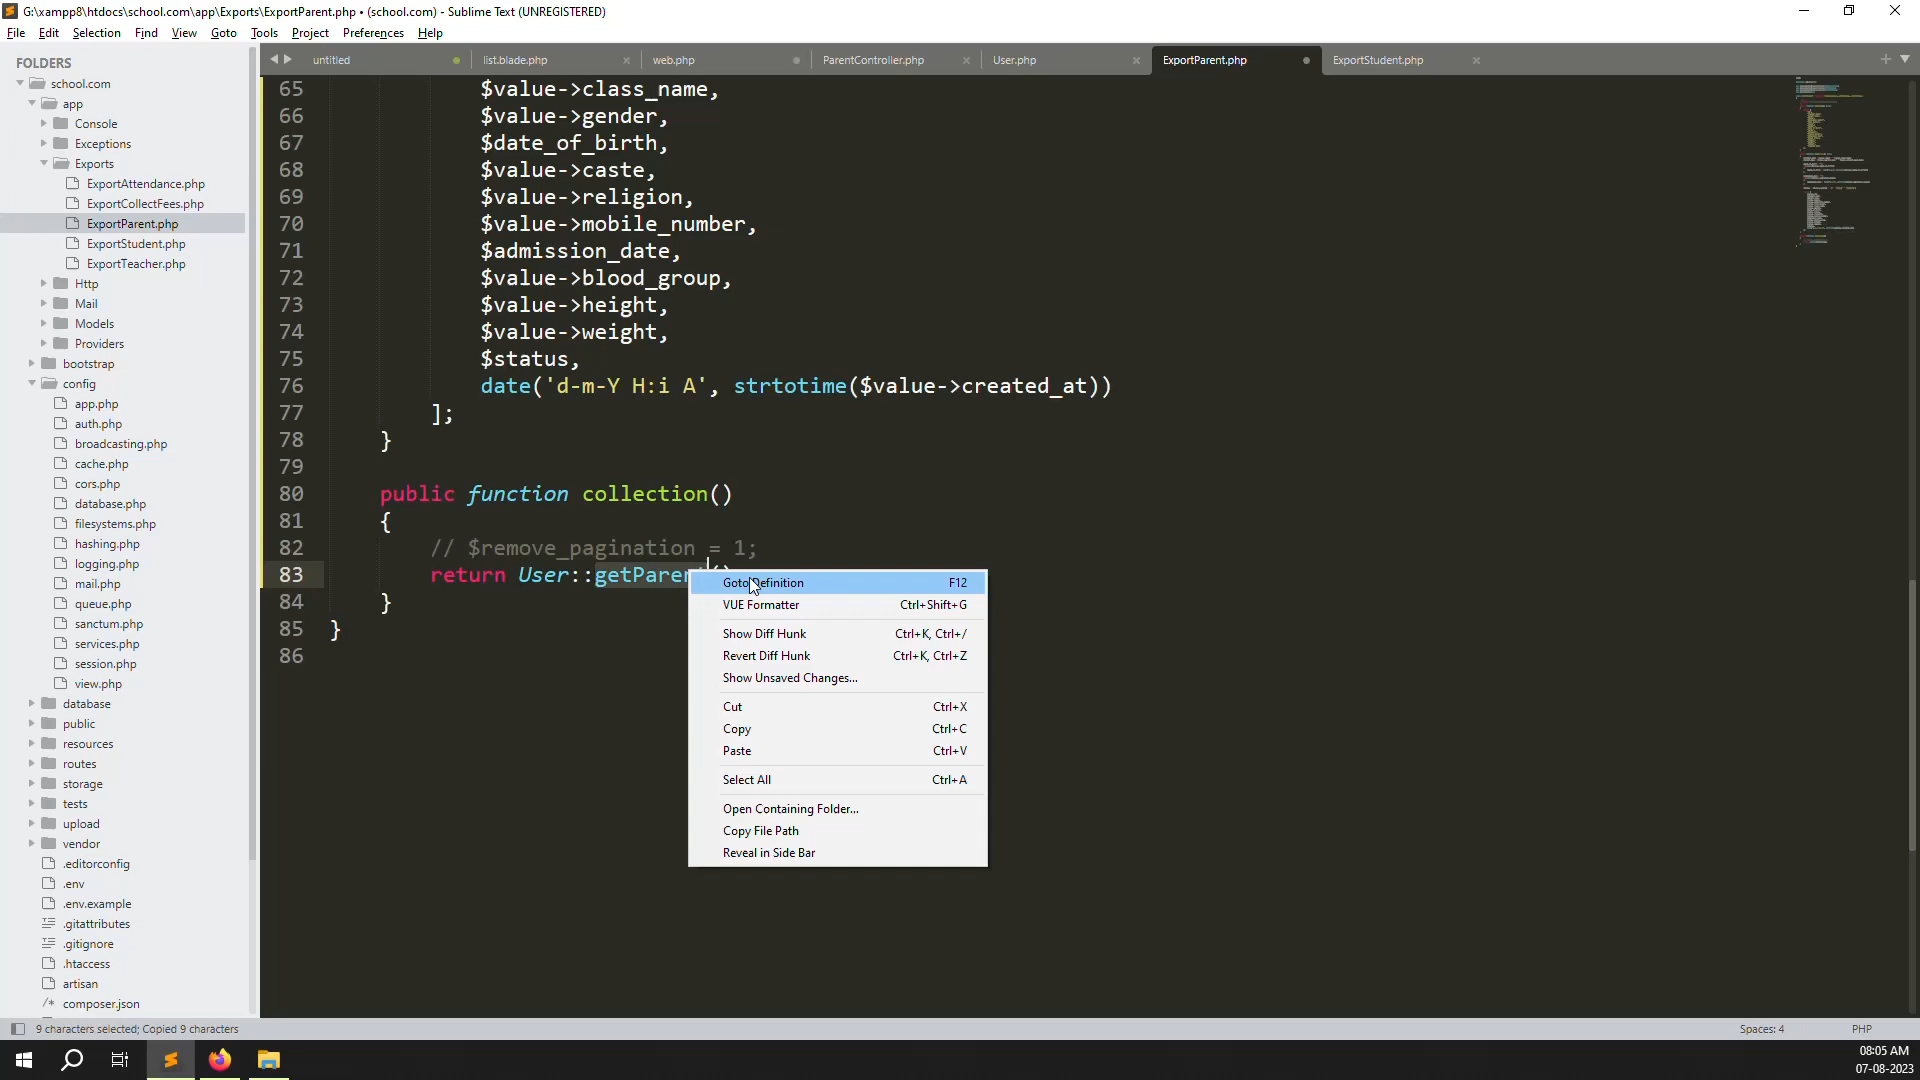 G:\xampp8\htdocs\school.com\app\Exports\ExportParent.php • (school.com) - Sublime Text (UNREGISTERED)
File Edit Selection Find View Goto Tools Project Preferences Help
FOLDERS
school.com
app
Console
Exceptions
Exports
ExportAttendance.php
ExportCollectFees.php
ExportParent.php
ExportStudent.php
ExportTeacher.php
Http
Mail
Models
Providers
bootstrap
config
app.php
auth.php
broadcasting.php
cache.php
cors.php
database.php
filesystems.php
hashing.php
logging.php
mail.php
queue.php
sanctum.php
services.php
session.php
view.php
database
public
resources
routes
storage
tests
upload
vendor
.editorconfig
.env
.env.example
.gitattributes
.gitignore
.htaccess
artisan
composer.json
untitled list.blade.php web.php ParentController.php User.php ExportParent.php ExportStudent.php
65 $value->class_name,
66 $value->gender,
67 $date_of_birth,
68 $value->caste,
69 $value->religion,
70 $value->mobile_number,
71 $admission_date,
72 $value->blood_group,
73 $value->height,
74 $value->weight,
75 $status,
76 date('d-m-Y H:i A', strtotime($value->created_at))
77 ];
78 }
79
80 public function collection()
81 {
82 // $remove_pagination = 1;
83 return User::getParen
84 }
85 }
86
Goto Definition F12
VUE Formatter Ctrl+Shift+G
Show Diff Hunk Ctrl+K, Ctrl+/
Revert Diff Hunk Ctrl+K, Ctrl+Z
Show Unsaved Changes...
Cut Ctrl+X
Copy Ctrl+C
Paste Ctrl+V
Select All Ctrl+A
Open Containing Folder...
Copy File Path
Reveal in Side Bar
9 characters selected; Copied 9 characters Spaces: 4 PHP
08:05 AM
07-08-2023